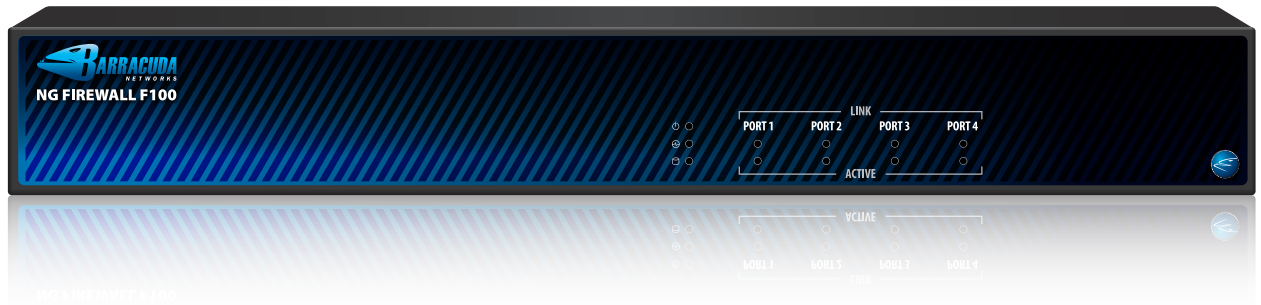 BARRACUDA
NETWORKS
NG FIREWALL F100
LINK
PORT 1 PORT 2 PORT 3 PORT 4
ACTIVE